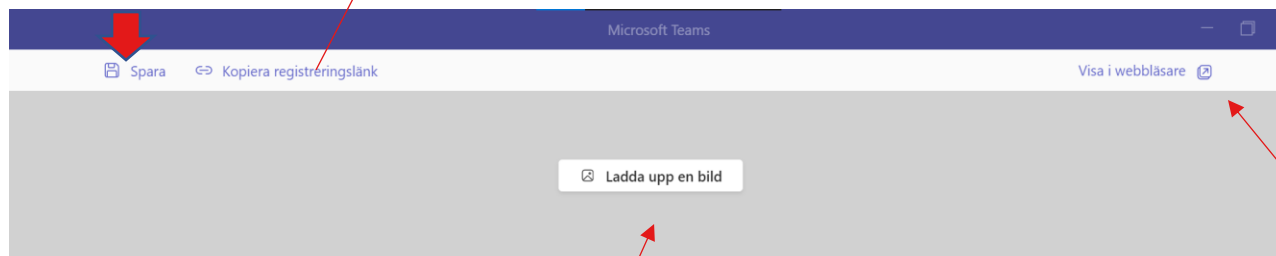 Microsoft Teams
Spara Kopiera registreringslänk Visa i webbläsare
Ladda upp en bild